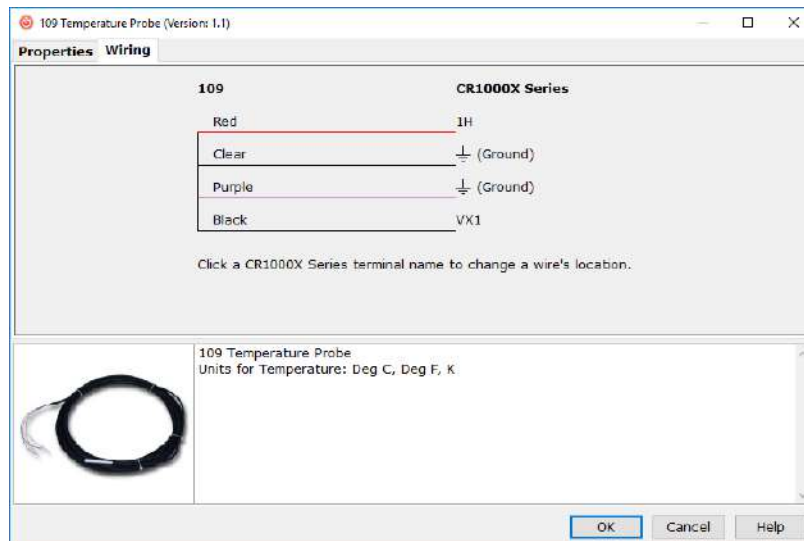 109 Temperature Probe (Version: 1.1)
Properties Wiring
109 CR1000X Series
Red 1H
Clear (Ground)
Purple (Ground)
Black VX1
Click a CR1000X Series terminal name to change a wire's location.
109 Temperature Probe
Units for Temperature: Deg C, Deg F, K
OK Cancel Help